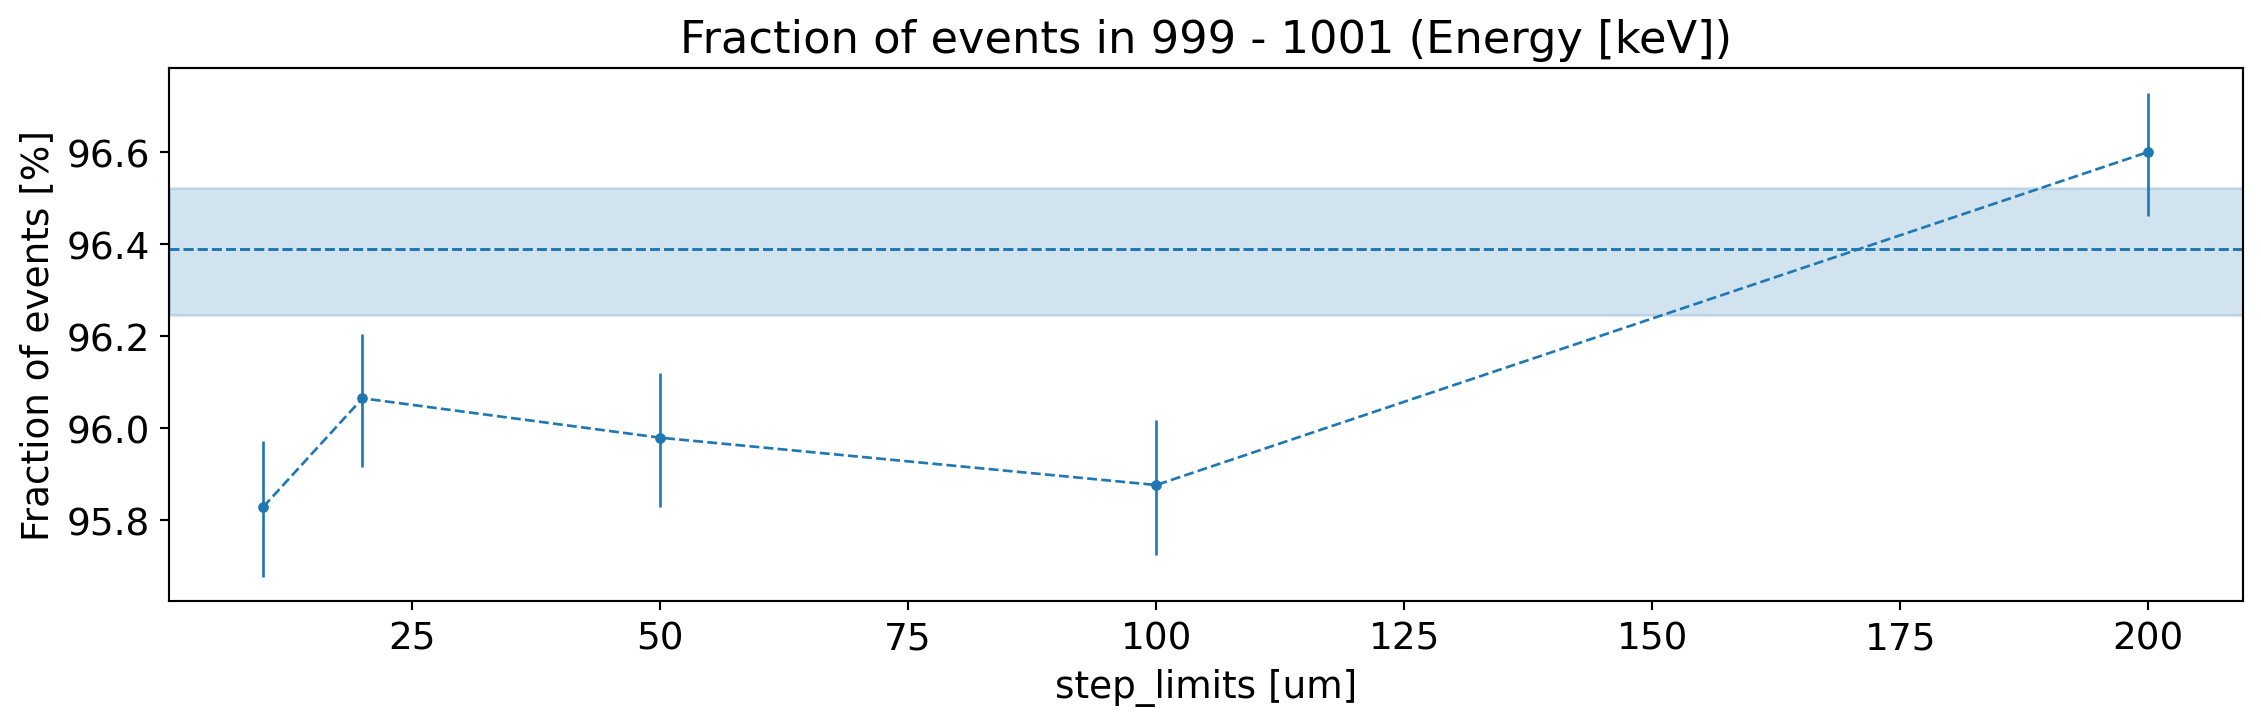 Fraction of events in 999 - 1001 (Energy [keV])
Fraction of events [%]
96.6
96.4
96.2
96.0
95.8
25 50 75 100 125 150 175 200
step_limits [um]